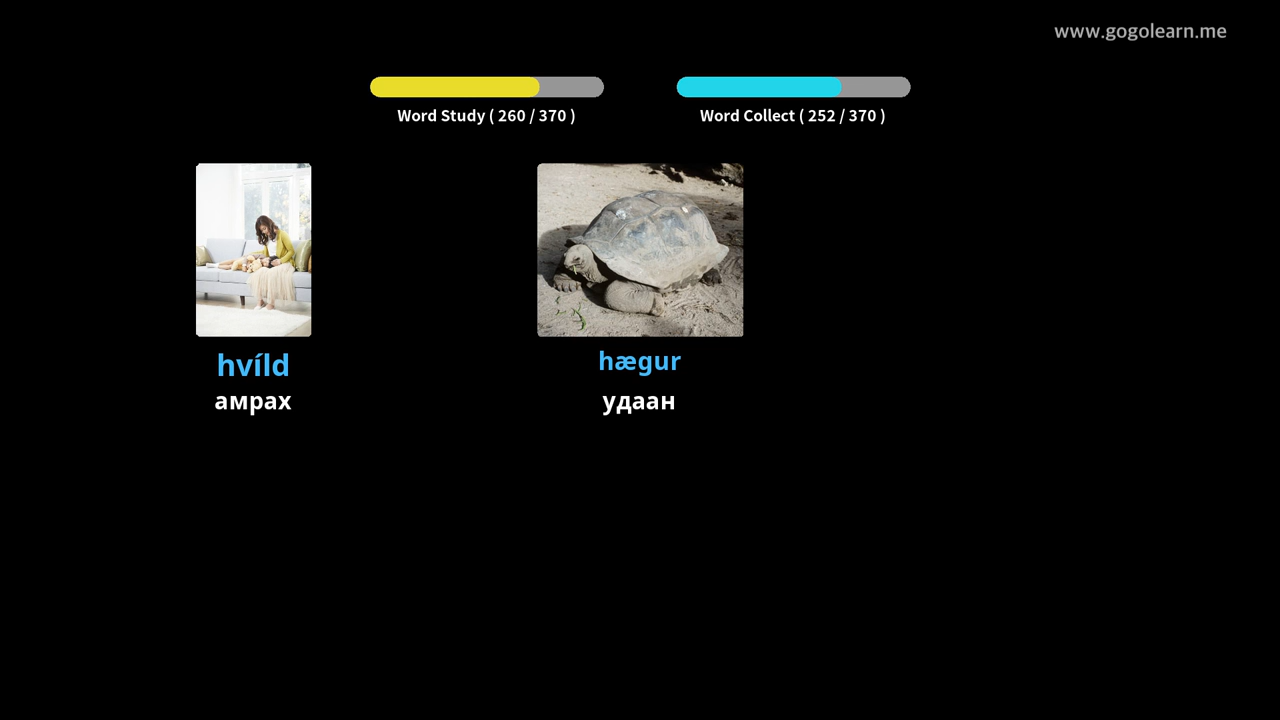 www.gogolearn.me
Word Study ( 260 / 370 )
Word Collect ( 252 / 370 )
hvíld
амрах
hægur
удаан